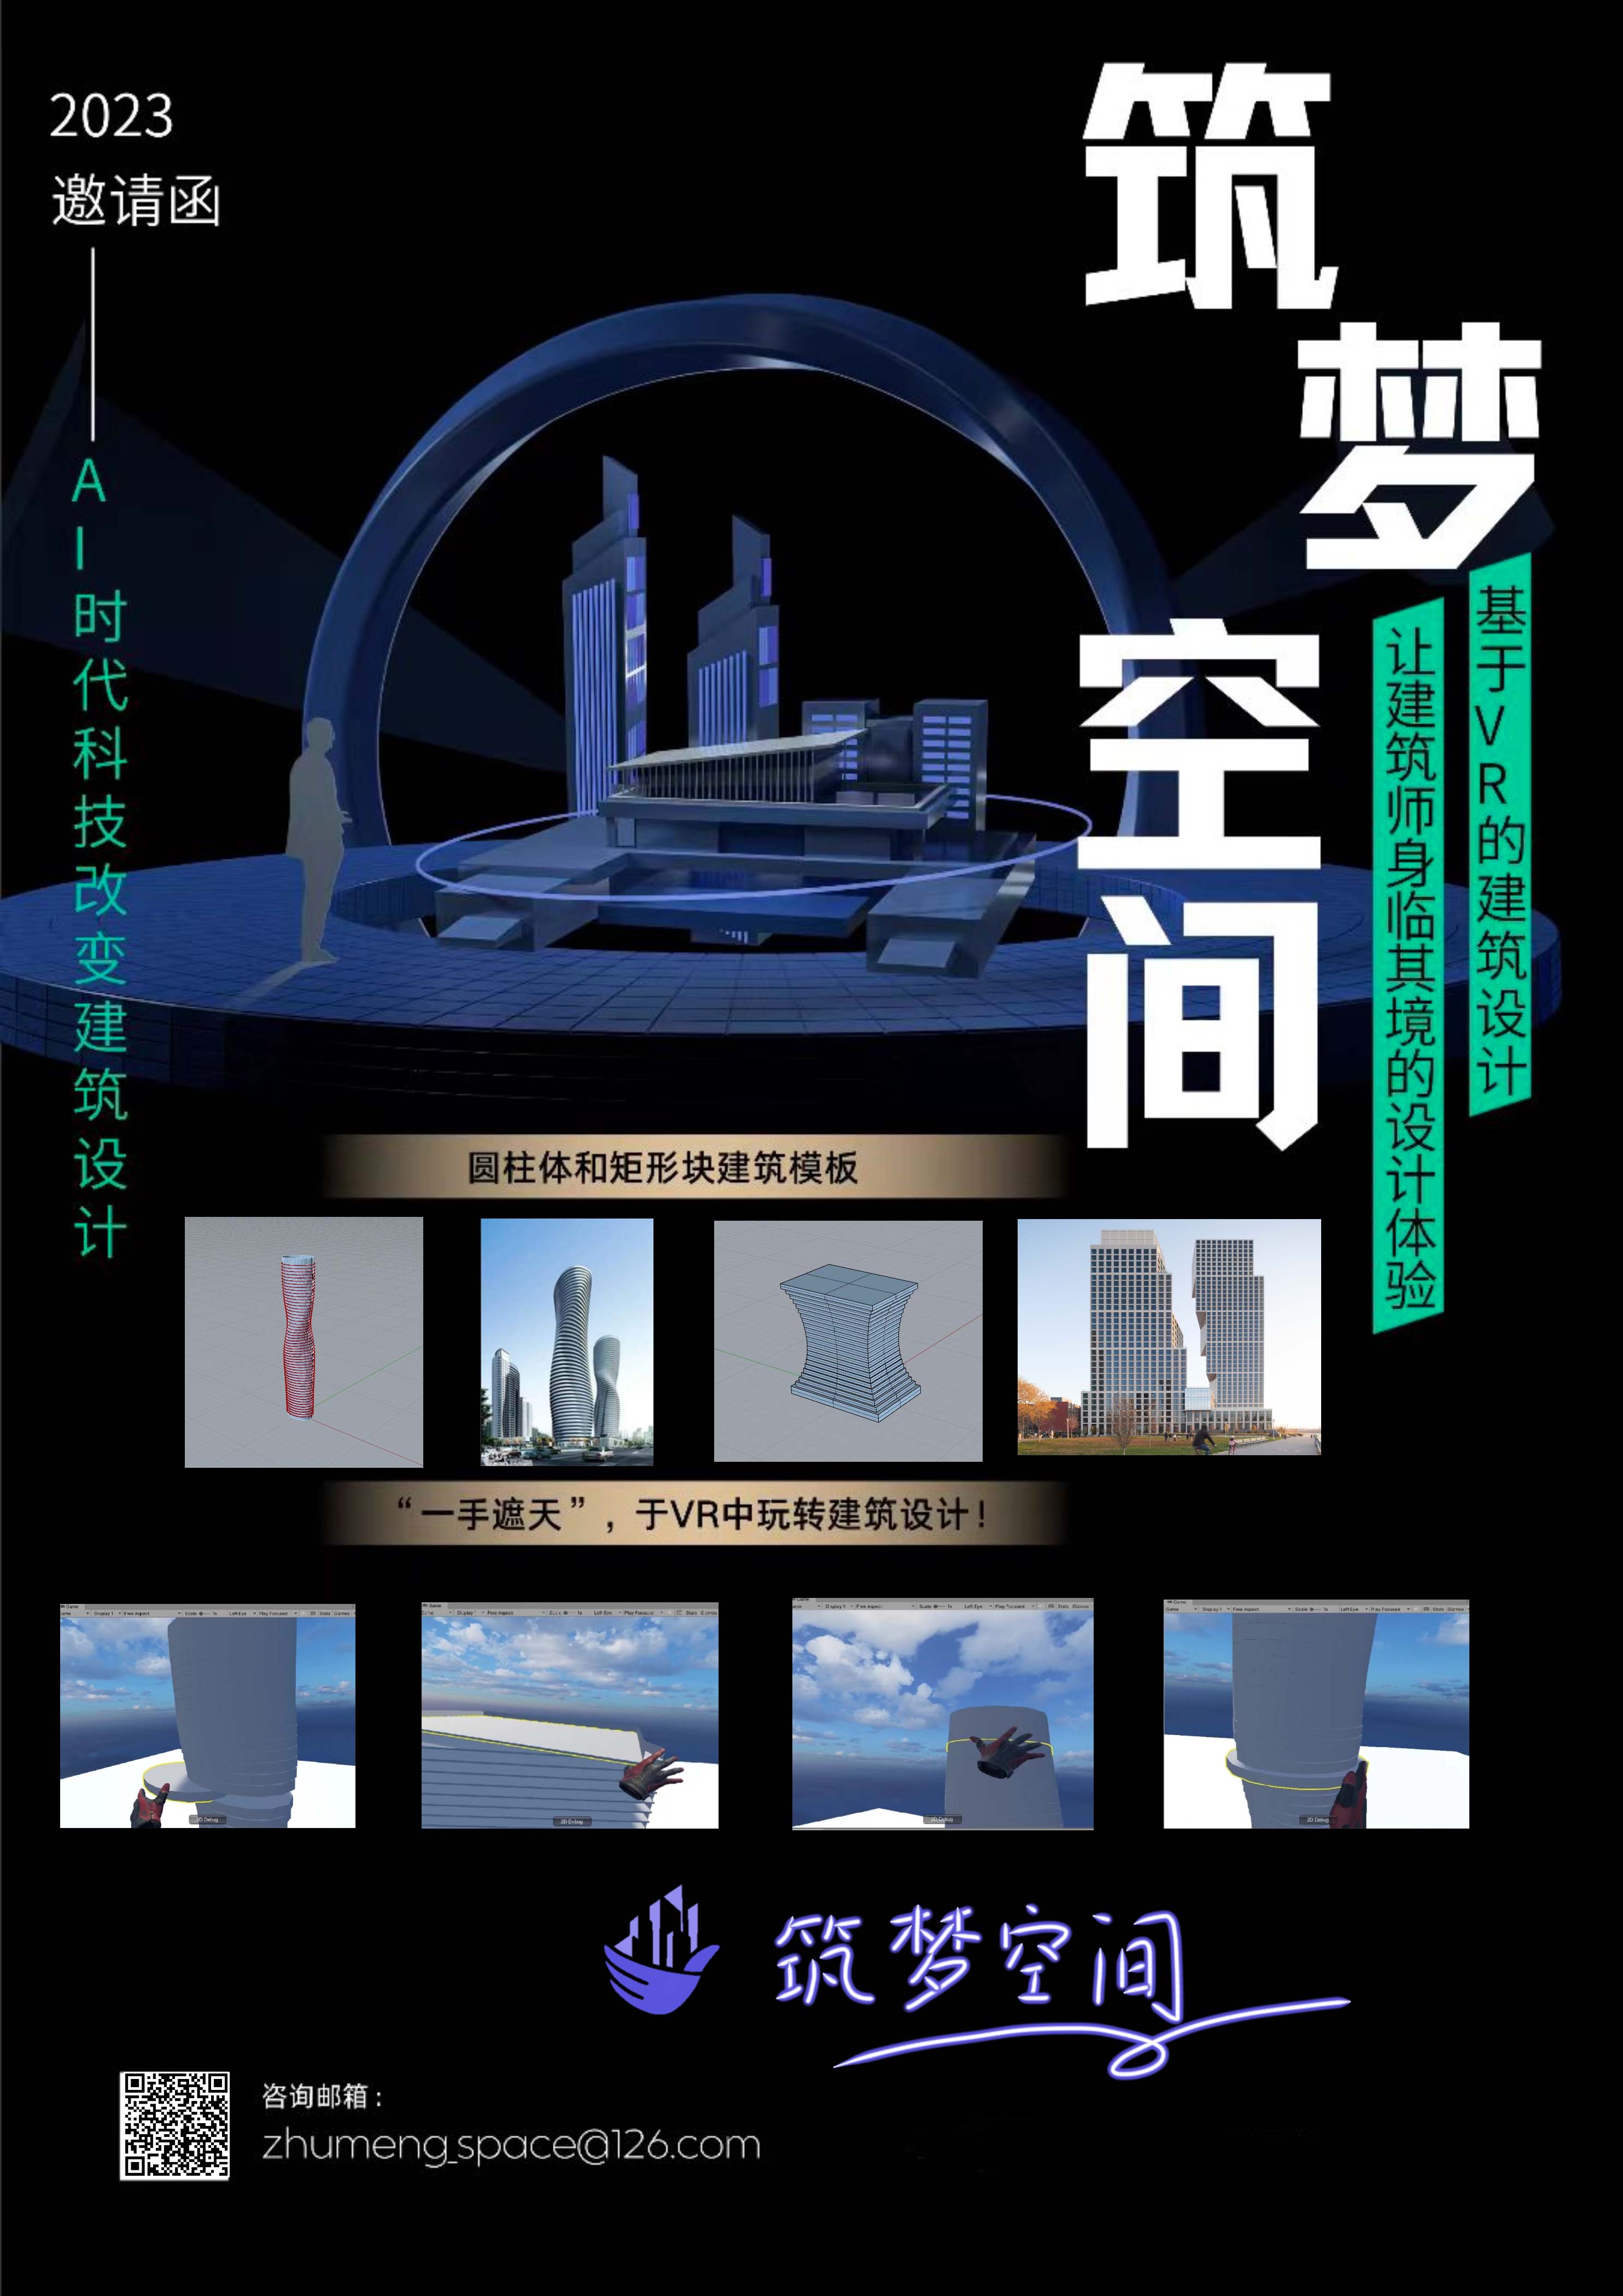 2023
邀请函
AI时代科技改变建筑设计
筑梦空间
基于VR的建筑设计
让建筑师身临其境的设计体验
圆柱体和矩形块建筑模板
“一手遮天”，于VR中玩转建筑设计！
筑梦空间
咨询邮箱：
zhumeng_space@126.com